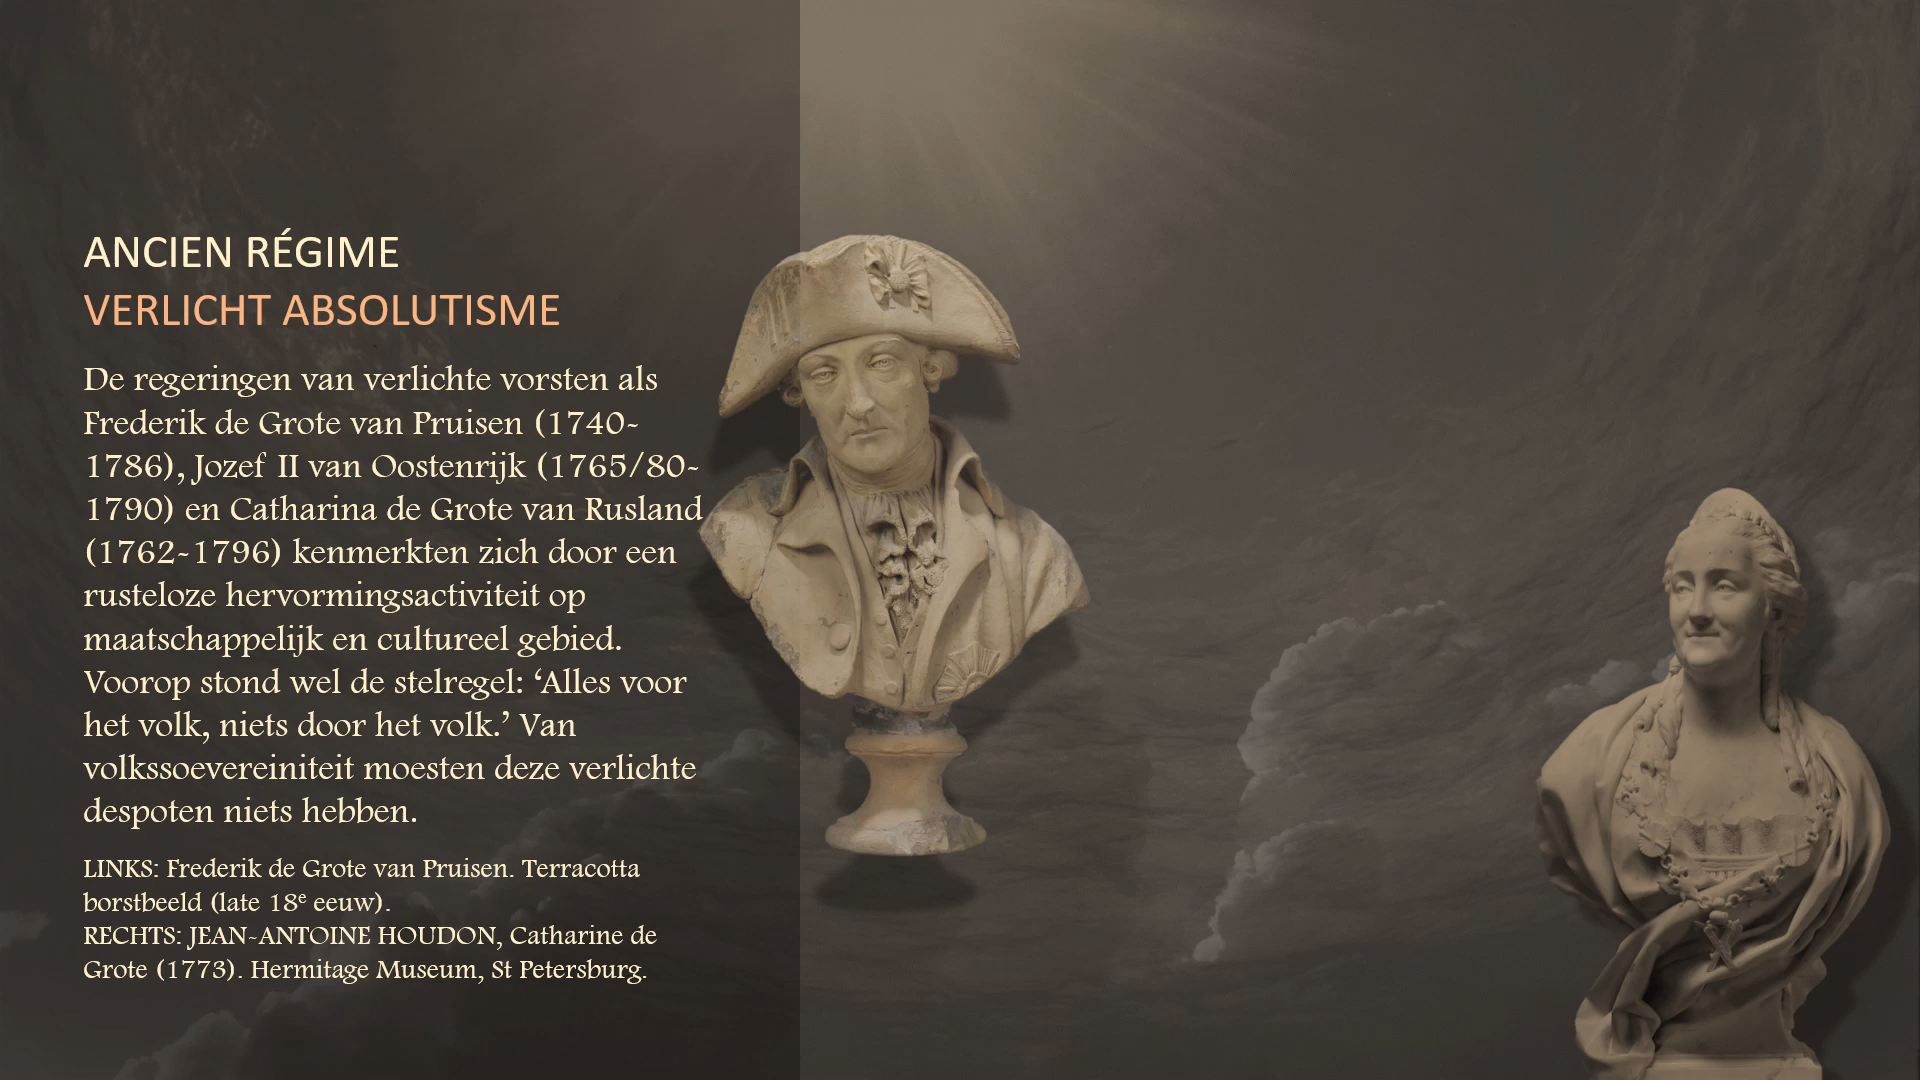 ANCIEN RÉGIME
VERLICHT ABSOLUTISME
De regeringen van verlichte vorsten als
Frederik de Grote van Pruisen (1740-
1786), Jozef II van Oostenrijk (1765/80-
1790) en Catharina de Grote van Rusland
(1762-1796) kenmerkten zich door een
rusteloze hervormingsactiviteit op
maatschappelijk en cultureel gebied.
Voorop stond wel de stelregel: ‘Alles voor
het volk, niets door het volk.’ Van
volkssoevereiniteit moesten deze verlichte
despoten niets hebben.
LINKS: Frederik de Grote van Pruisen. Terracotta
borstbeeld (late 18e eeuw).
RECHTS: JEAN-ANTOINE HOUDON, Catharine de
Grote (1773). Hermitage Museum, St Petersburg.